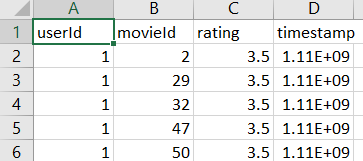 A B C D
1 userId movieId rating timestamp
2 1 2 3.5 1.11E+09
3 1 29 3.5 1.11E+09
4 1 32 3.5 1.11E+09
5 1 47 3.5 1.11E+09
6 1 50 3.5 1.11E+09